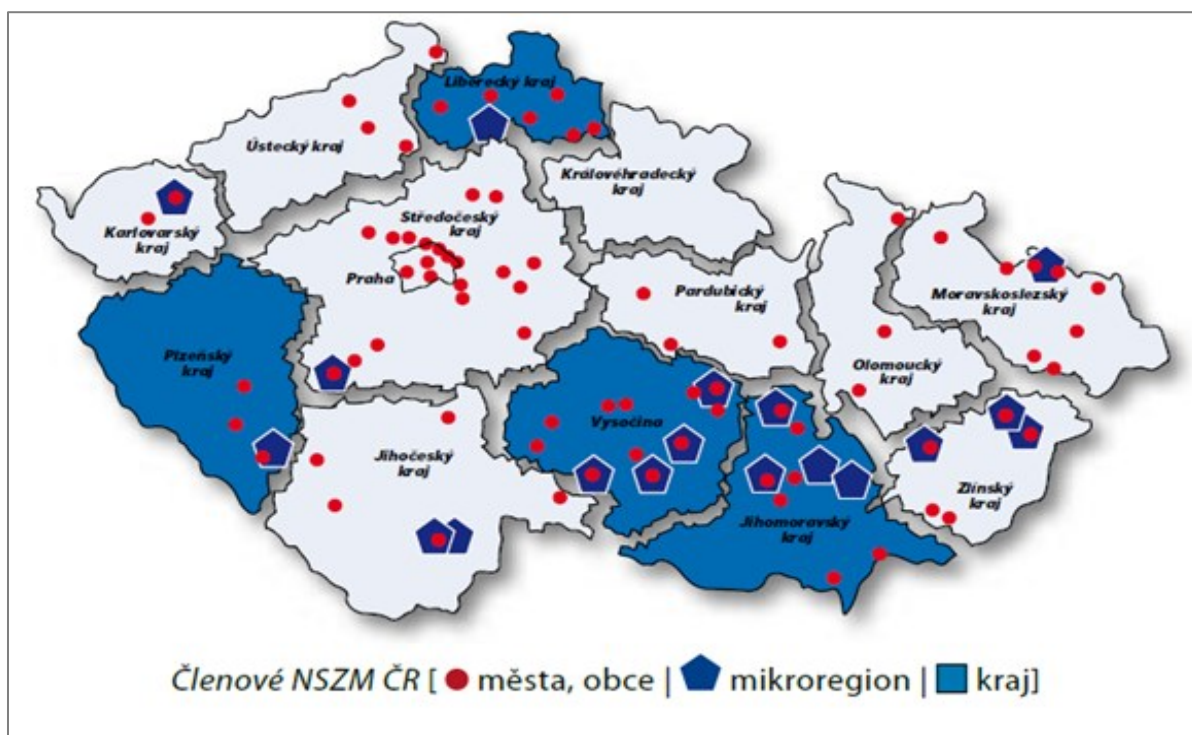 Liberecký kraj
Ústecký kraj
Královéhradecký
kraj
Středočeský
kraj
Karlovarský
kraj
Praha
Pardubický
kraj
Moravskoslezský
kraj
Plzeňský
kraj
Olomoucký
kraj
Vysočina
Jihočeský
kraj
Zlínský
kraj
Jihomoravský
kraj
Členové NSZM ČR [ měst​a, obce | mikroregion | kraj]